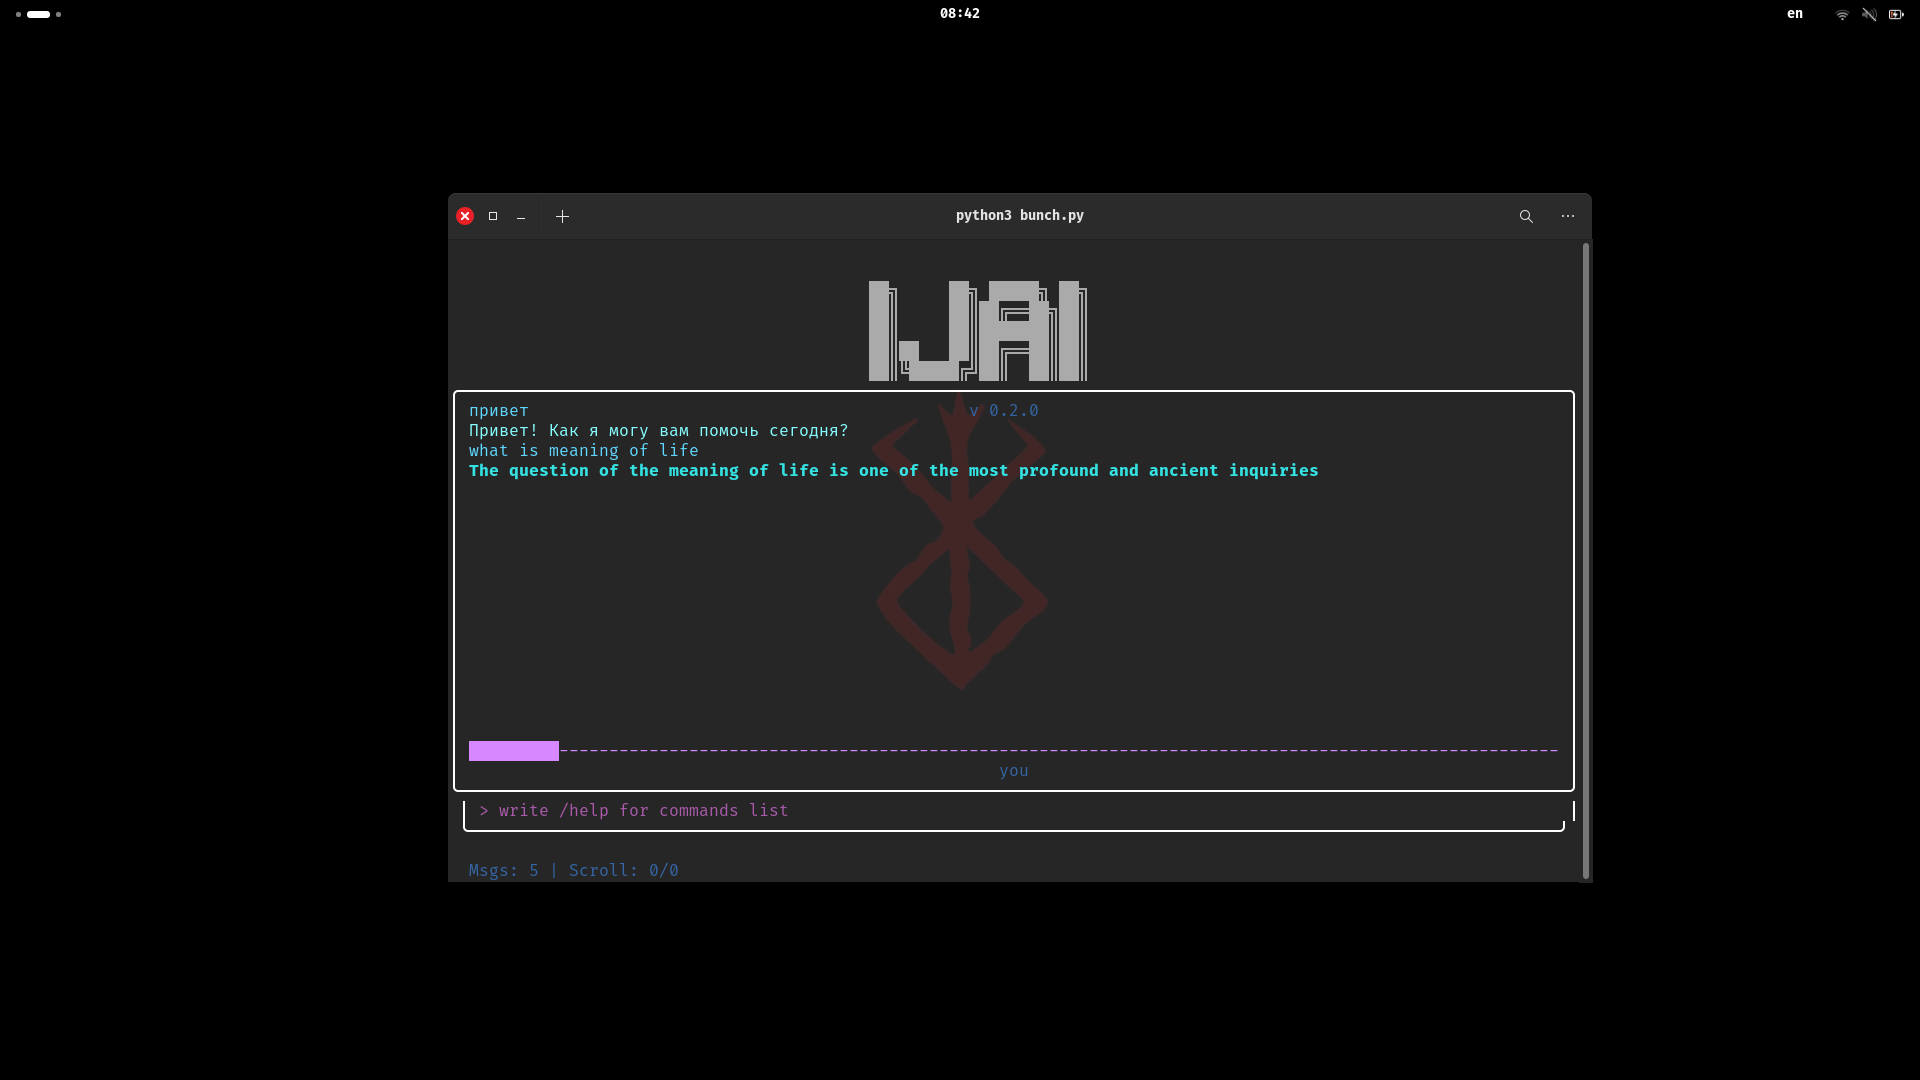 08:42
en
python3 bunch.py
IJAI
привет
v 0.2.0
Привет! Как я могу вам помочь сегодня?
what is meaning of life
The question of the meaning of life is one of the most profound and ancient inquiries
you
> write /help for commands list
Msgs: 5 | Scroll: 0/0